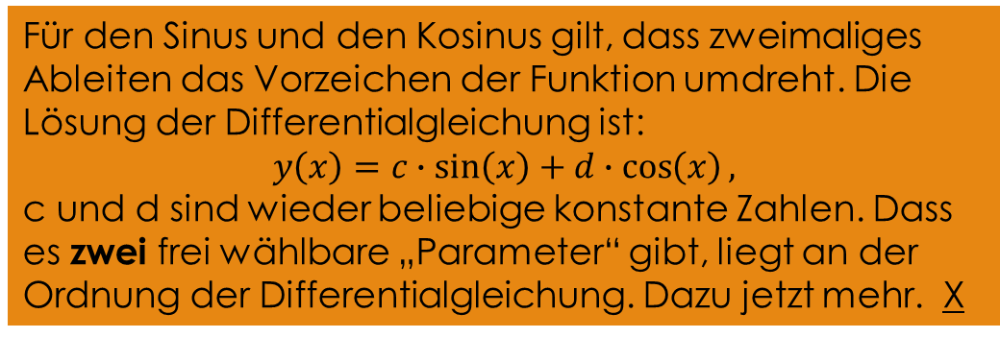 Für den Sinus und den Kosinus gilt, dass zweimaliges
Ableiten das Vorzeichen der Funktion umdreht. Die
Lösung der Differentialgleichung ist:
y(x) = c · sin(x) + d · cos(x) ,
c und d sind wieder beliebige konstante Zahlen. Dass
es zwei frei wählbare „Parameter“ gibt, liegt an der
Ordnung der Differentialgleichung. Dazu jetzt mehr. X